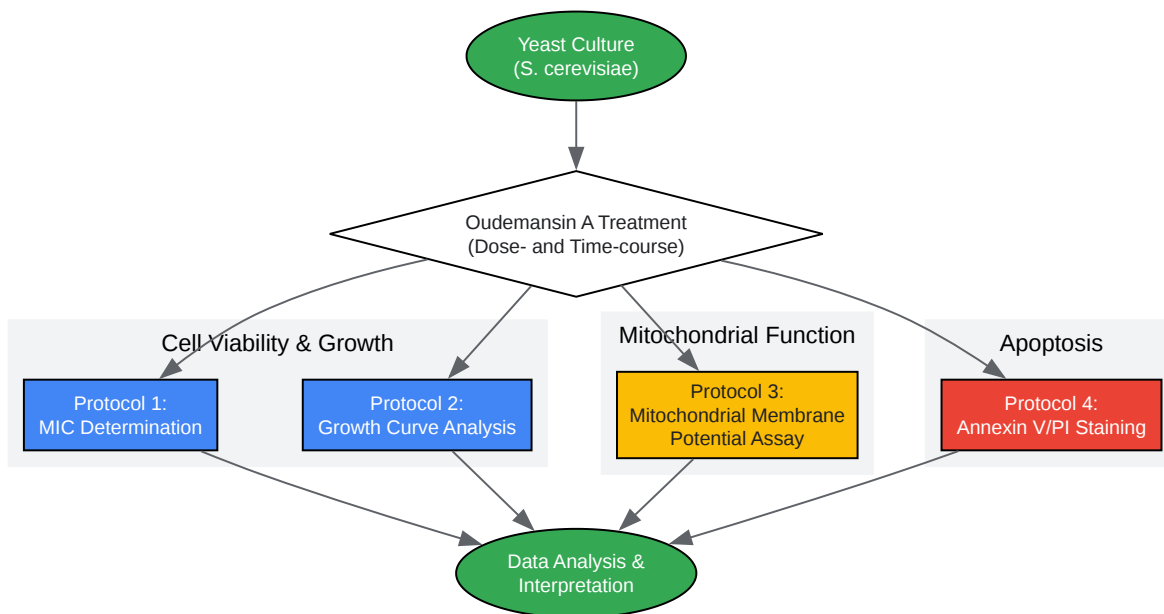 Yeast Culture
(S. cerevisiae)
Oudemansin A Treatment
(Dose- and Time-course)
Cell Viability & Growth
Mitochondrial Function
Apoptosis
Protocol 1:
MIC Determination
Protocol 2:
Growth Curve Analysis
Protocol 3:
Mitochondrial Membrane
Potential Assay
Protocol 4:
Annexin V/PI Staining
Data Analysis &
Interpretation